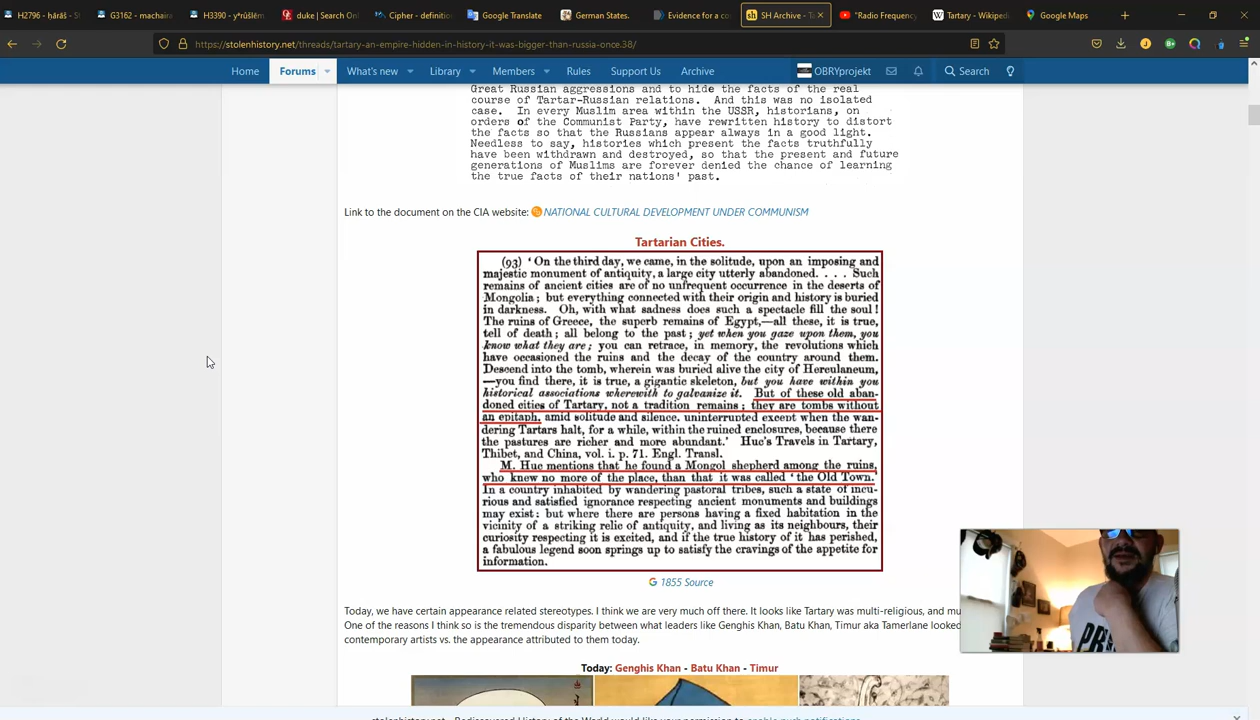 H2796 - hārāš - St
G3162 - machaira
H3390 - yᵊrûšlēm
duke | Search Onl
Cipher - definitio
Google Translate
German States.
Evidence for a co
SH Archive - Ta
"Radio Frequency
Tartary - Wikiped
Google Maps
https://stolenhistory.net/threads/tartary-an-empire-hidden-in-history-it-was-bigger-than-russia-once.38/
Home Forums What's new Library Members Rules Support Us Archive OBRYprojekt Search
Great Russian aggressions and to hide the facts of the real
course of Tartar-Russian relations. And this was no isolated
case. In every Muslim area within the USSR, historians, on
orders of the Communist Party, have rewritten history to distort
the facts so that the Russians appear always in a good light.
Needless to say, histories which present the facts truthfully
have been withdrawn and destroyed, so that the present and future
generations of Muslims are forever denied the chance of learning
the true facts of their nations' past.
Link to the document on the CIA website: NATIONAL CULTURAL DEVELOPMENT UNDER COMMUNISM
Tartarian Cities.
(93) ‘On the third day, we came, in the solitude, upon an imposing and
majestic monument of antiquity, a large city utterly abandoned. . . . Such
remains of ancient cities are of no unfrequent occurrence in the deserts of
Mongolia; but everything connected with their origin and history is buried
in darkness. Oh, with what sadness does such a spectacle fill the soul!
The ruins of Greece, the superb remains of Egypt,—all these, it is true,
tell of death; all belong to the past; yet when you gaze upon them, you
know what they are; you can retrace, in memory, the revolutions which
have occasioned the ruins and the decay of the country around them.
Descend into the tomb, wherein was buried alive the city of Herculaneum,
—you find there, it is true, a gigantic skeleton, but you have within you
historical associations wherewith to galvanize it. But of these old aban-
doned cities of Tartary, not a tradition remains; they are tombs without
an epitaph, amid solitude and silence, uninterrupted except when the wan-
dering Tartars halt, for a while, within the ruined enclosures, because there
the pastures are richer and more abundant.’ Huc's Travels in Tartary,
Thibet, and China, vol. i. p. 71. Engl. Transl.
M. Huc mentions that he found a Mongol shepherd among the ruins,
who knew no more of the place, than that it was called ‘the Old Town.’
In a country inhabited by wandering pastoral tribes, such a state of incu-
rious and satisfied ignorance respecting ancient monuments and buildings
may exist; but where there are persons having a fixed habitation in the
vicinity of a striking relic of antiquity, and living as its neighbours, their
curiosity respecting it is excited, and if the true history of it has perished,
a fabulous legend soon springs up to satisfy the cravings of the appetite for
information.
1855 Source
Today, we have certain appearance related stereotypes. I think we are very much off there. It looks like Tartary was multi-religious, and mu
One of the reasons I think so is the tremendous disparity between what leaders like Genghis Khan, Batu Khan, Timur aka Tamerlane looked
contemporary artists vs. the appearance attributed to them today.
Today: Genghis Khan - Batu Khan - Timur
stolenhistory.net - Rediscovered History of the World would like your permission to enable push notifications